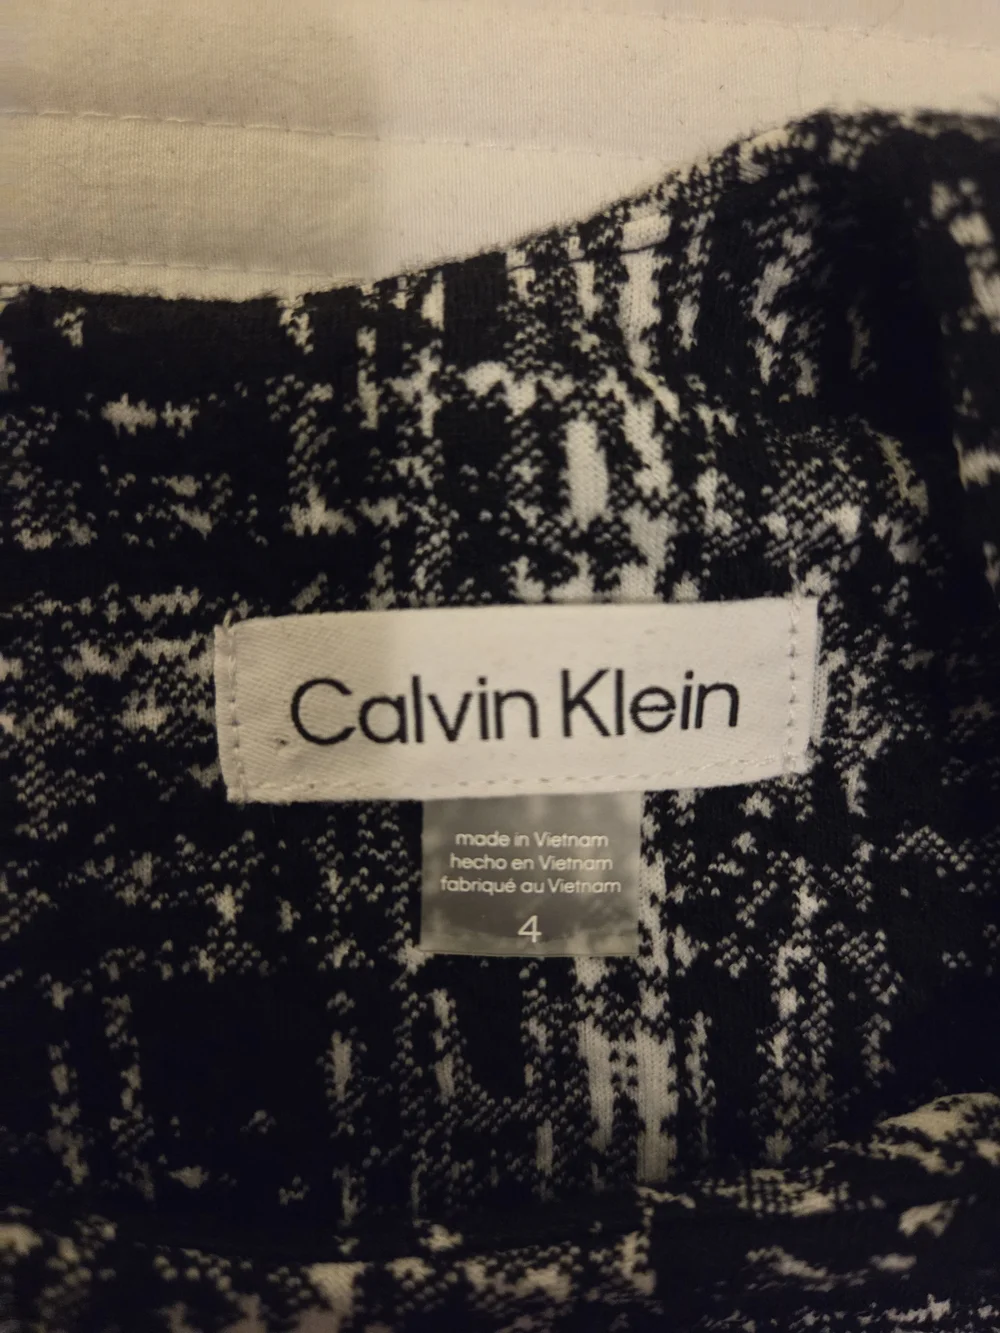 Calvin Klein
made in Vietnam
hecho en Vietnam
fabriqué au Vietnam
4